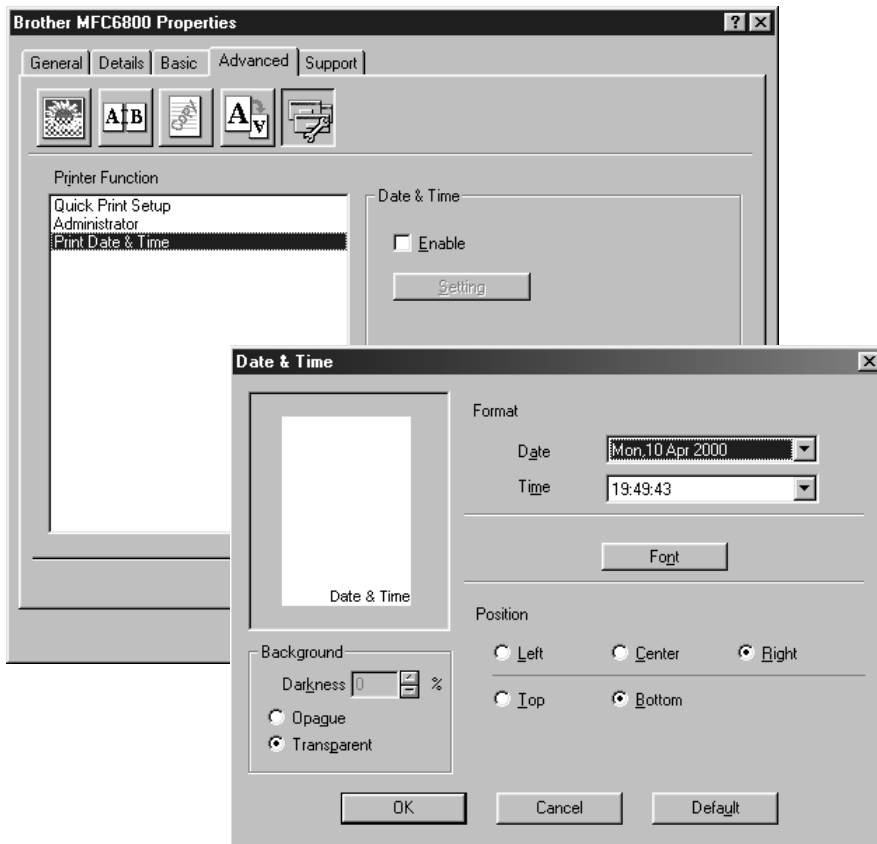 Brother MFC6800 Properties
General Details Basic Advanced Support
A B Copy A A
Printer Function
Quick Print Setup
Administrator
Print Date & Time
Date & Time
Enable
Setting
Date & Time
Date & Time
Background
Darkness 0 %
Opague
Transparent
Format
Date Mon,10 Apr 2000
Time 19:49:43
Font
Position
Left Center Right
Top Bottom
OK Cancel Default